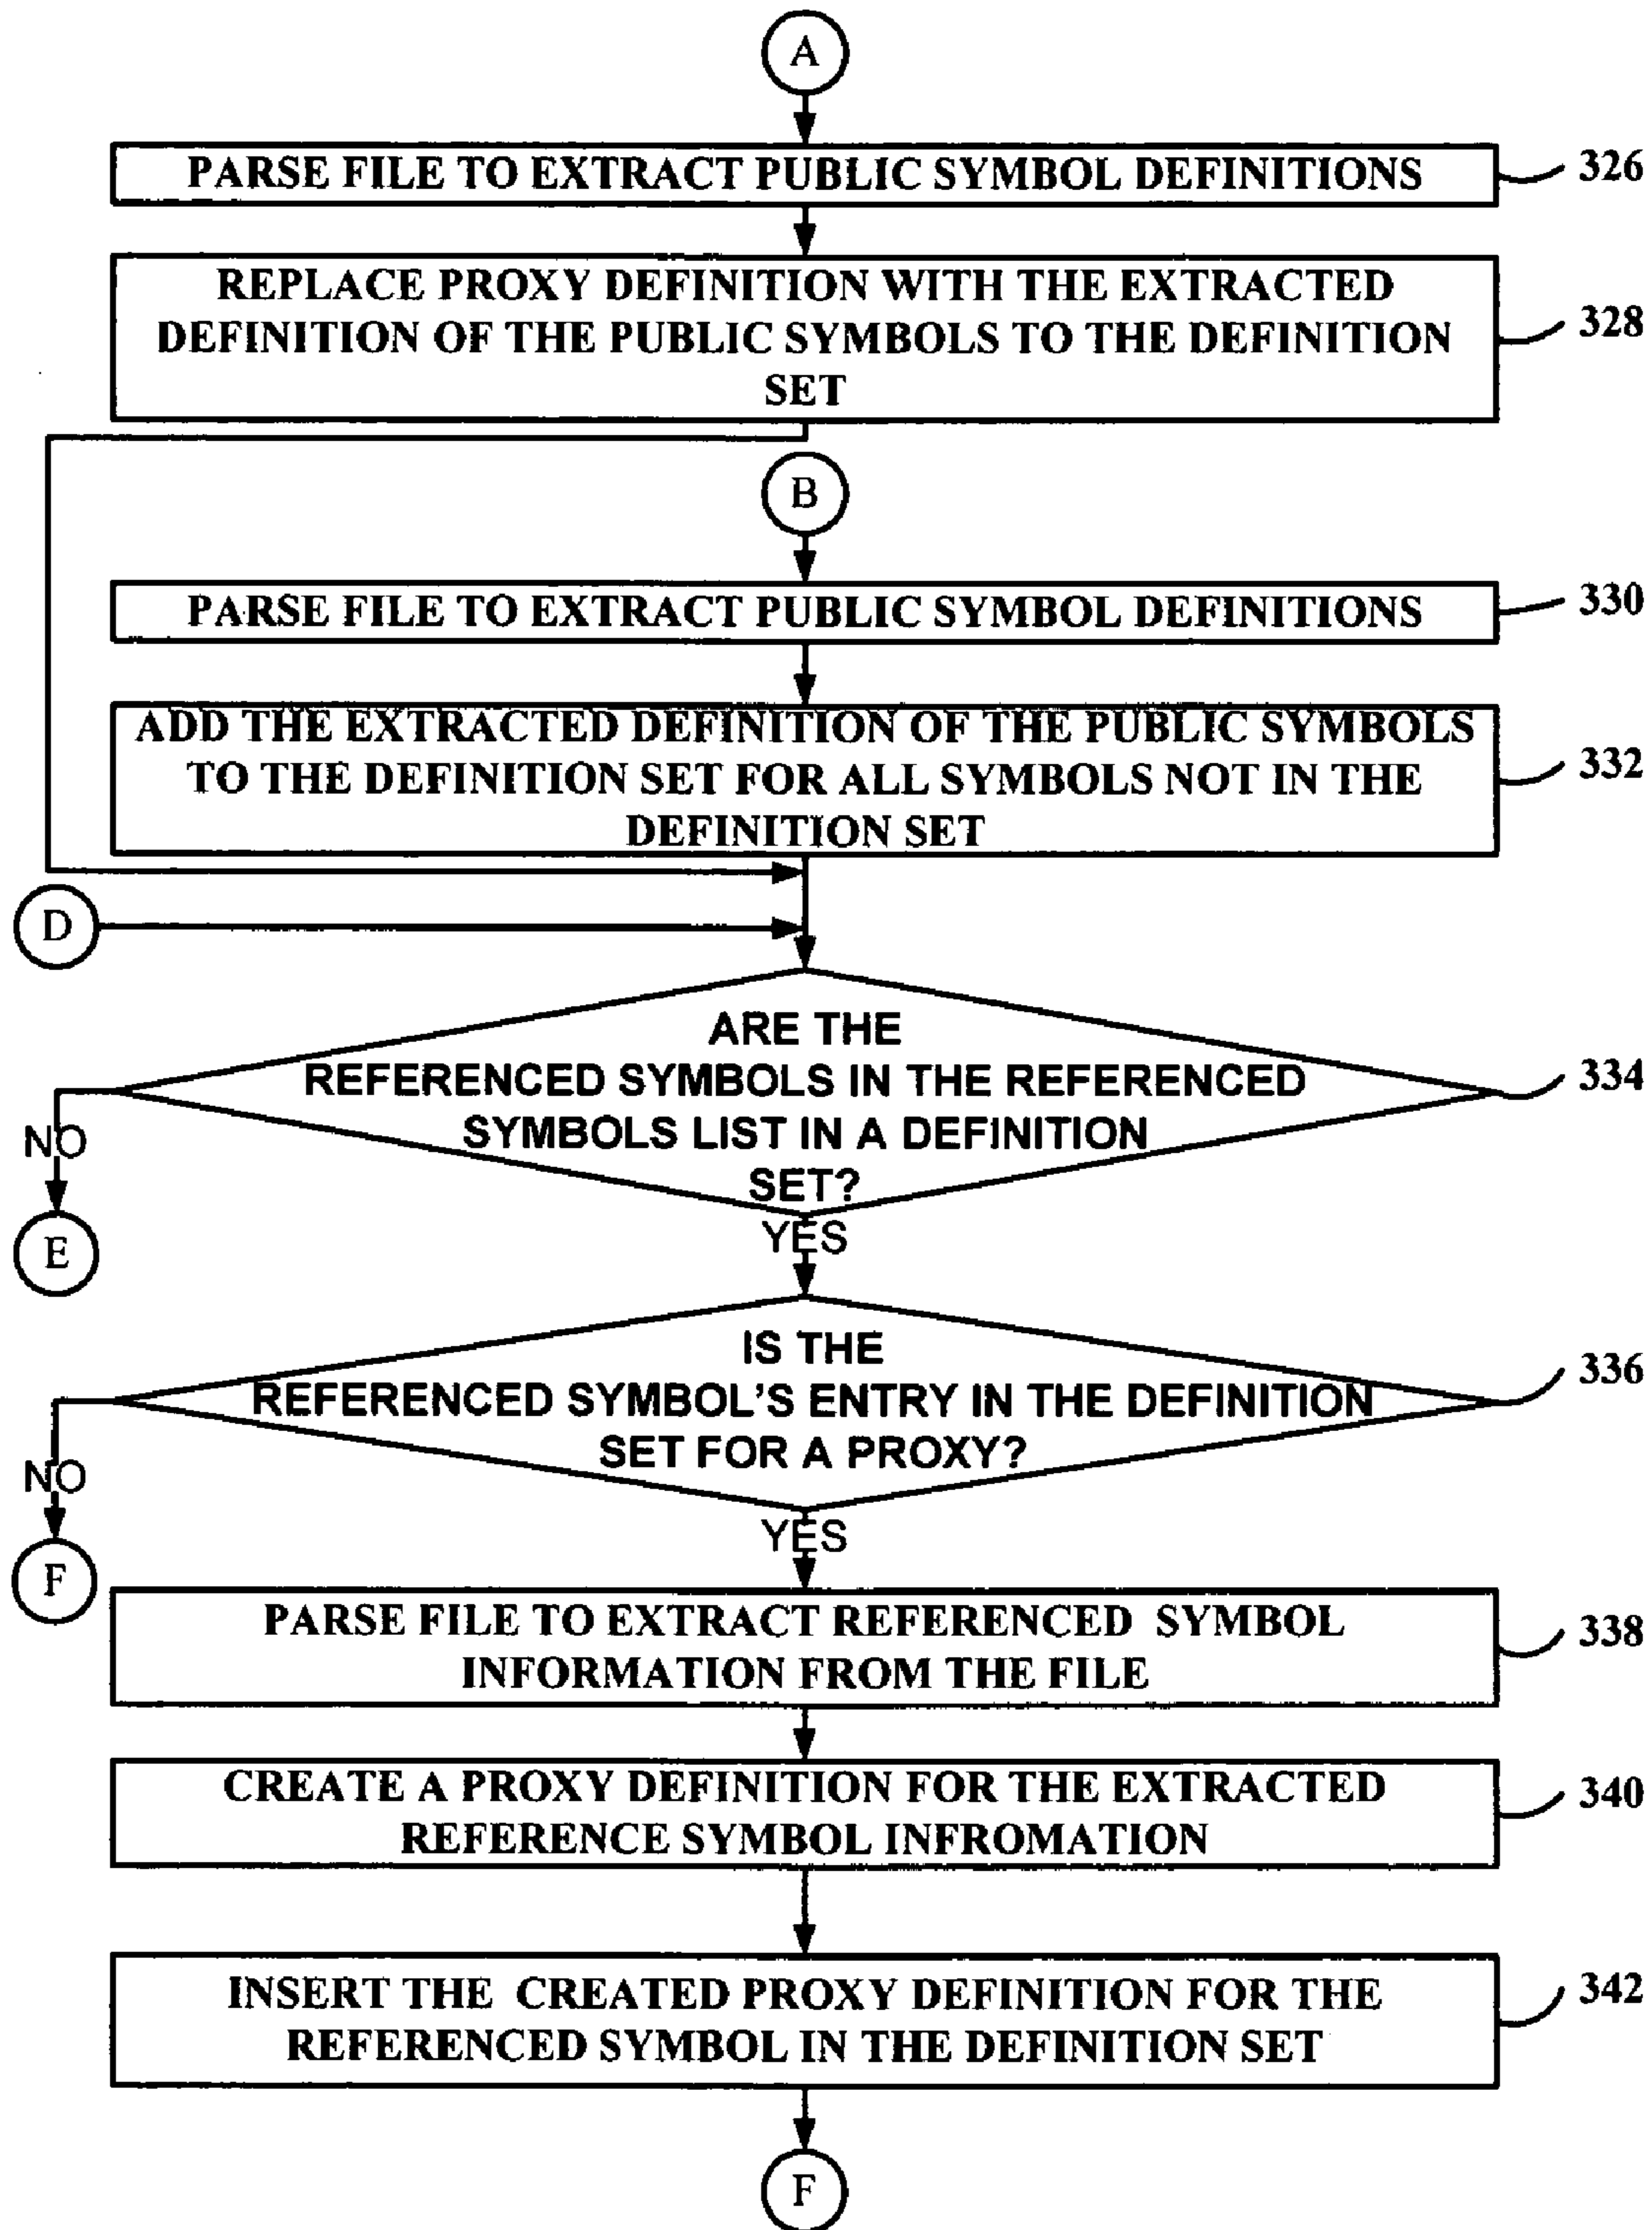 A
PARSE FILE TO EXTRACT PUBLIC SYMBOL DEFINITIONS
326
REPLACE PROXY DEFINITION WITH THE EXTRACTED
DEFINITION OF THE PUBLIC SYMBOLS TO THE DEFINITION
SET
328
B
PARSE FILE TO EXTRACT PUBLIC SYMBOL DEFINITIONS
330
ADD THE EXTRACTED DEFINITION OF THE PUBLIC SYMBOLS
TO THE DEFINITION SET FOR ALL SYMBOLS NOT IN THE
DEFINITION SET
332
D
ARE THE
REFERENCED SYMBOLS IN THE REFERENCED
SYMBOLS LIST IN A DEFINITION
SET?
334
NO
E
YES
IS THE
REFERENCED SYMBOL'S ENTRY IN THE DEFINITION
SET FOR A PROXY?
336
NO
F
YES
PARSE FILE TO EXTRACT REFERENCED SYMBOL
INFORMATION FROM THE FILE
338
CREATE A PROXY DEFINITION FOR THE EXTRACTED
REFERENCE SYMBOL INFROMATION
340
INSERT THE CREATED PROXY DEFINITION FOR THE
REFERENCED SYMBOL IN THE DEFINITION SET
342
F